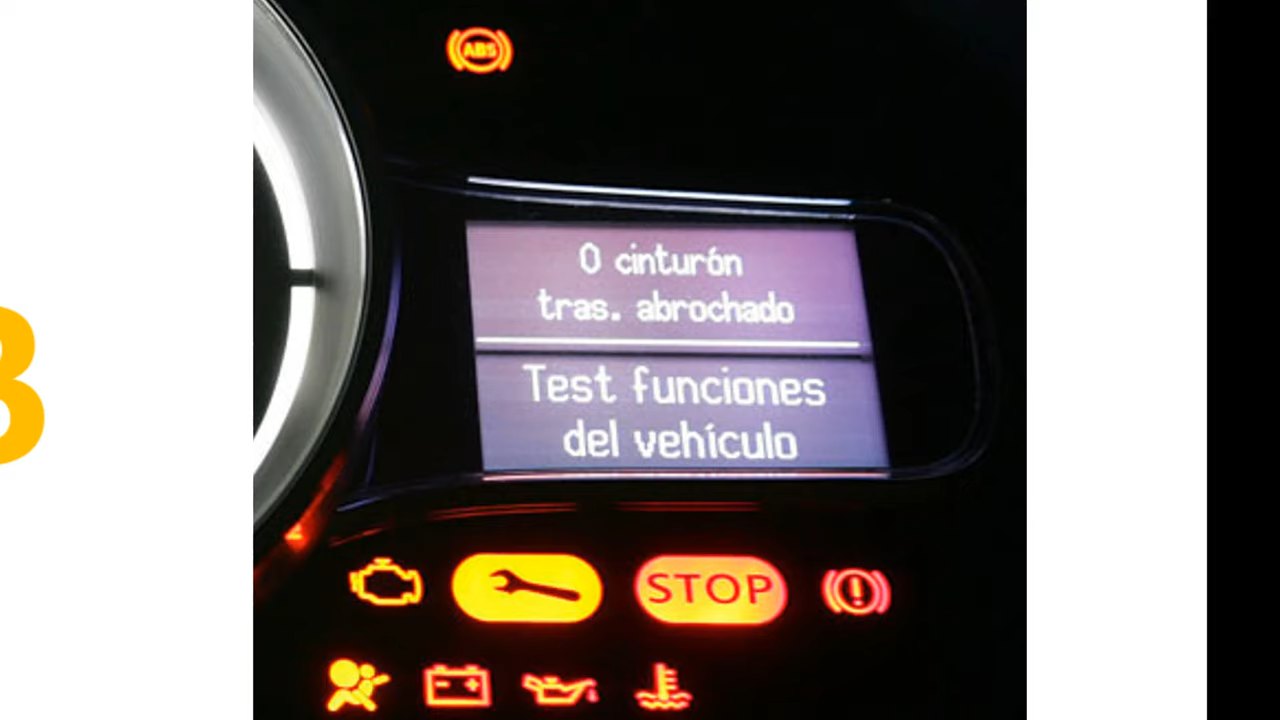 ABS
0 cinturón
tras. abrochado
Test funciones
del vehículo
STOP